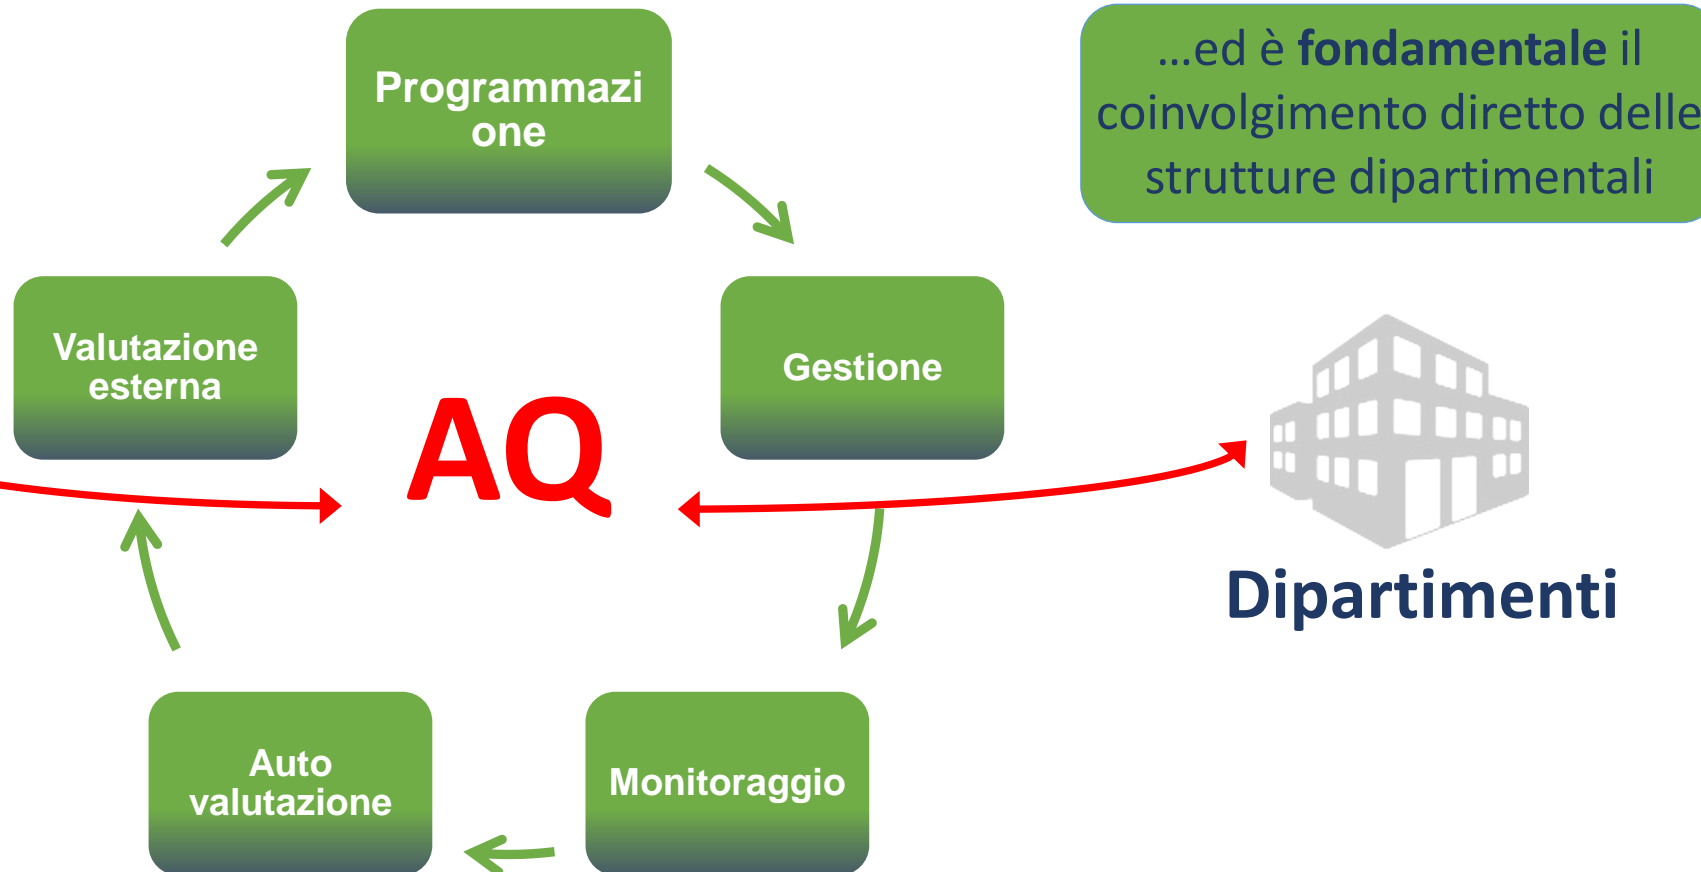 Programmazi
one
…ed è fondamentale il
coinvolgimento diretto delle
strutture dipartimentali
Valutazione
esterna
Gestione
AQ
Dipartimenti
Auto
valutazione
Monitoraggio